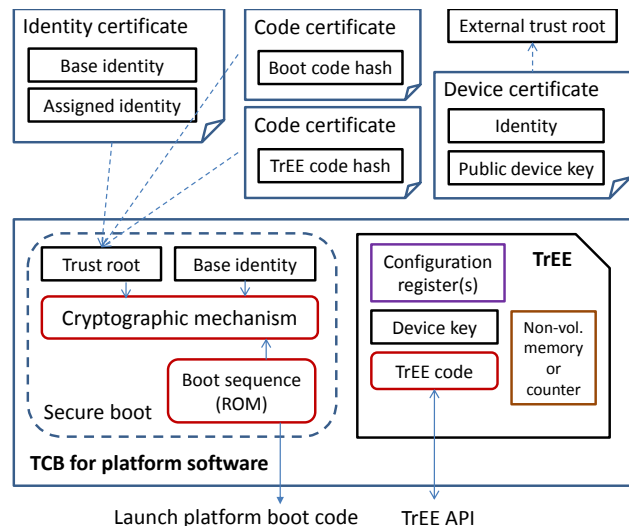 Identity certificate
Base identity
Assigned identity
Code certificate
Boot code hash
Code certificate
TrEE code hash
External trust root
Device certificate
Identity
Public device key
Trust root
Base identity
Cryptographic mechanism
Boot sequence
(ROM)
Secure boot
TCB for platform software
TrEE
Configuration
register(s)
Device key
TrEE code
Non-vol.
memory
or
counter
Launch platform boot code
TrEE API